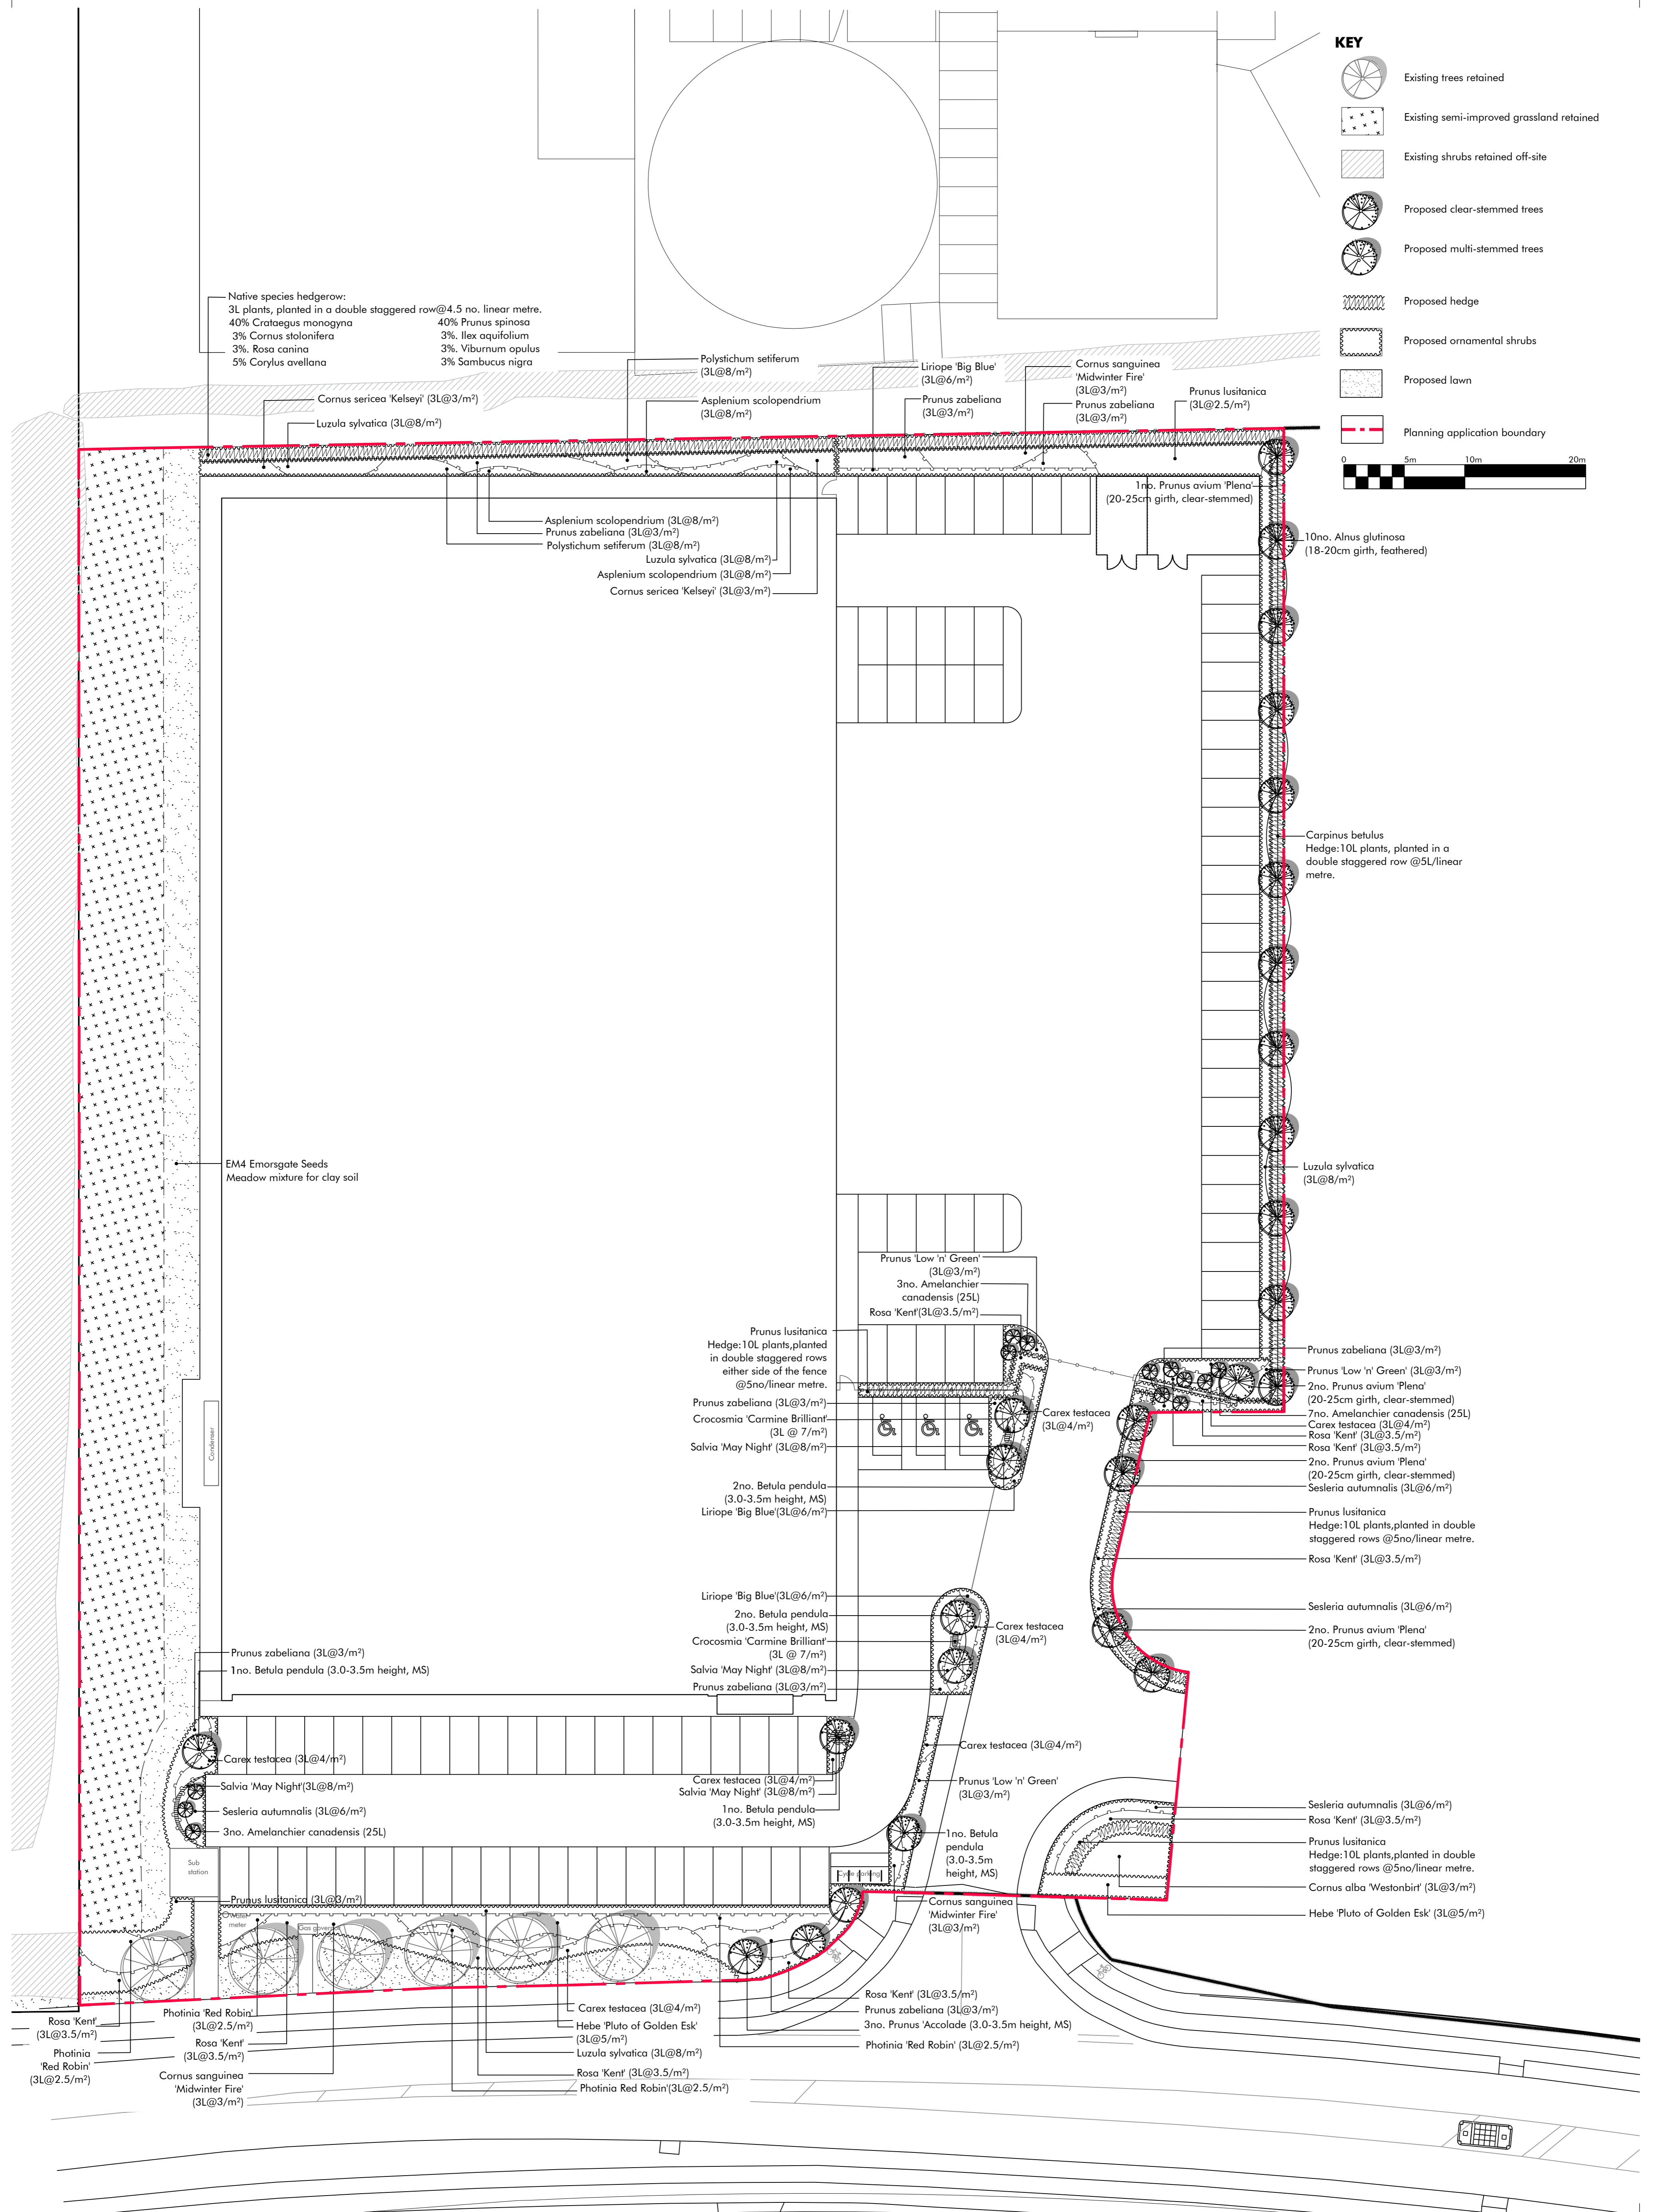 KEY
Existing trees retained
Existing semi-improved grassland retained
Existing shrubs retained off-site
Proposed clear-stemmed trees
Proposed multi-stemmed trees
Proposed hedge
Proposed ornamental shrubs
Proposed lawn
Planning application boundary
0 5m 10m 20m
Native species hedgerow:
3L plants, planted in a double staggered row@4.5 no. linear metre.
40% Crataegus monogyna 40% Prunus spinosa
3% Cornus stolonifera 3%. Ilex aquifolium
3%. Rosa canina 3%. Viburnum opulus
5% Corylus avellana 3% Sambucus nigra
Cornus sericea 'Kelseyi' (3L@3/m²)
Luzula sylvatica (3L@8/m²)
Polystichum setiferum
(3L@8/m²)
Asplenium scolopendrium
(3L@8/m²)
Liriope 'Big Blue'
(3L@6/m²)
Prunus zabeliana
(3L@3/m²)
Cornus sanguinea
'Midwinter Fire'
(3L@3/m²)
Prunus zabeliana
(3L@3/m²)
Prunus lusitanica
(3L@2.5/m²)
1no. Prunus avium 'Plena'
(20-25cm girth, clear-stemmed)
10no. Alnus glutinosa
(18-20cm girth, feathered)
Asplenium scolopendrium (3L@8/m²)
Prunus zabeliana (3L@3/m²)
Polystichum setiferum (3L@8/m²)
Luzula sylvatica (3L@8/m²)
Asplenium scolopendrium (3L@8/m²)
Cornus sericea 'Kelseyi' (3L@3/m²)
Carpinus betulus
Hedge:10L plants, planted in a
double staggered row @5L/linear
metre.
EM4 Emorsgate Seeds
Meadow mixture for clay soil
Luzula sylvatica
(3L@8/m²)
Prunus 'Low 'n' Green'
(3L@3/m²)
3no. Amelanchier
canadensis (25L)
Rosa 'Kent'(3L@3.5/m²)
Prunus lusitanica
Hedge:10L plants,planted
in double staggered rows
either side of the fence
@5no/linear metre.
Prunus zabeliana (3L@3/m²)
Crocosmia 'Carmine Brilliant'
(3L @ 7/m²)
Salvia 'May Night' (3L@8/m²)
Carex testacea
(3L@4/m²)
2no. Betula pendula
(3.0-3.5m height, MS)
Liriope 'Big Blue'(3L@6/m²)
Prunus zabeliana (3L@3/m²)
Prunus 'Low 'n' Green' (3L@3/m²)
2no. Prunus avium 'Plena'
(20-25cm girth, clear-stemmed)
7no. Amelanchier canadensis (25L)
Carex testacea (3L@4/m²)
Rosa 'Kent' (3L@3.5/m²)
Rosa 'Kent' (3L@3.5/m²)
2no. Prunus avium 'Plena'
(20-25cm girth, clear-stemmed)
Sesleria autumnalis (3L@6/m²)
Prunus lusitanica
Hedge:10L plants,planted in double
staggered rows @5no/linear metre.
Rosa 'Kent' (3L@3.5/m²)
Sesleria autumnalis (3L@6/m²)
2no. Prunus avium 'Plena'
(20-25cm girth, clear-stemmed)
Condenser
Liriope 'Big Blue'(3L@6/m²)
2no. Betula pendula
(3.0-3.5m height, MS)
Crocosmia 'Carmine Brilliant'
(3L @ 7/m²)
Salvia 'May Night' (3L@8/m²)
Prunus zabeliana (3L@3/m²)
Carex testacea
(3L@4/m²)
Prunus zabeliana (3L@3/m²)
1no. Betula pendula (3.0-3.5m height, MS)
Carex testacea (3L@4/m²)
Salvia 'May Night'(3L@8/m²)
Sesleria autumnalis (3L@6/m²)
3no. Amelanchier canadensis (25L)
Carex testacea (3L@4/m²)
Salvia 'May Night' (3L@8/m²)
1no. Betula pendula
(3.0-3.5m height, MS)
Carex testacea (3L@4/m²)
Prunus 'Low 'n' Green'
(3L@3/m²)
1no. Betula
pendula
(3.0-3.5m
height, MS)
Sesleria autumnalis (3L@6/m²)
Rosa 'Kent' (3L@3.5/m²)
Prunus lusitanica
Hedge:10L plants,planted in double
staggered rows @5no/linear metre.
Cornus alba 'Westonbirt' (3L@3/m²)
Hebe 'Pluto of Golden Esk' (3L@5/m²)
Sub
station
Cycle parking
Prunus lusitanica (3L@3/m²)
meter
Gas governor
Cornus sanguinea
'Midwinter Fire'
(3L@3/m²)
Rosa 'Kent'
(3L@3.5/m²)
Photinia
'Red Robin'
(3L@2.5/m²)
Photinia 'Red Robin'
(3L@2.5/m²)
Rosa 'Kent'
(3L@3.5/m²)
Cornus sanguinea
'Midwinter Fire'
(3L@3/m²)
Carex testacea (3L@4/m²)
Hebe 'Pluto of Golden Esk'
(3L@5/m²)
Luzula sylvatica (3L@8/m²)
Rosa 'Kent' (3L@3.5/m²)
Photinia Red Robin'(3L@2.5/m²)
Rosa 'Kent' (3L@3.5/m²)
Prunus zabeliana (3L@3/m²)
3no. Prunus 'Accolade (3.0-3.5m height, MS)
Photinia 'Red Robin' (3L@2.5/m²)